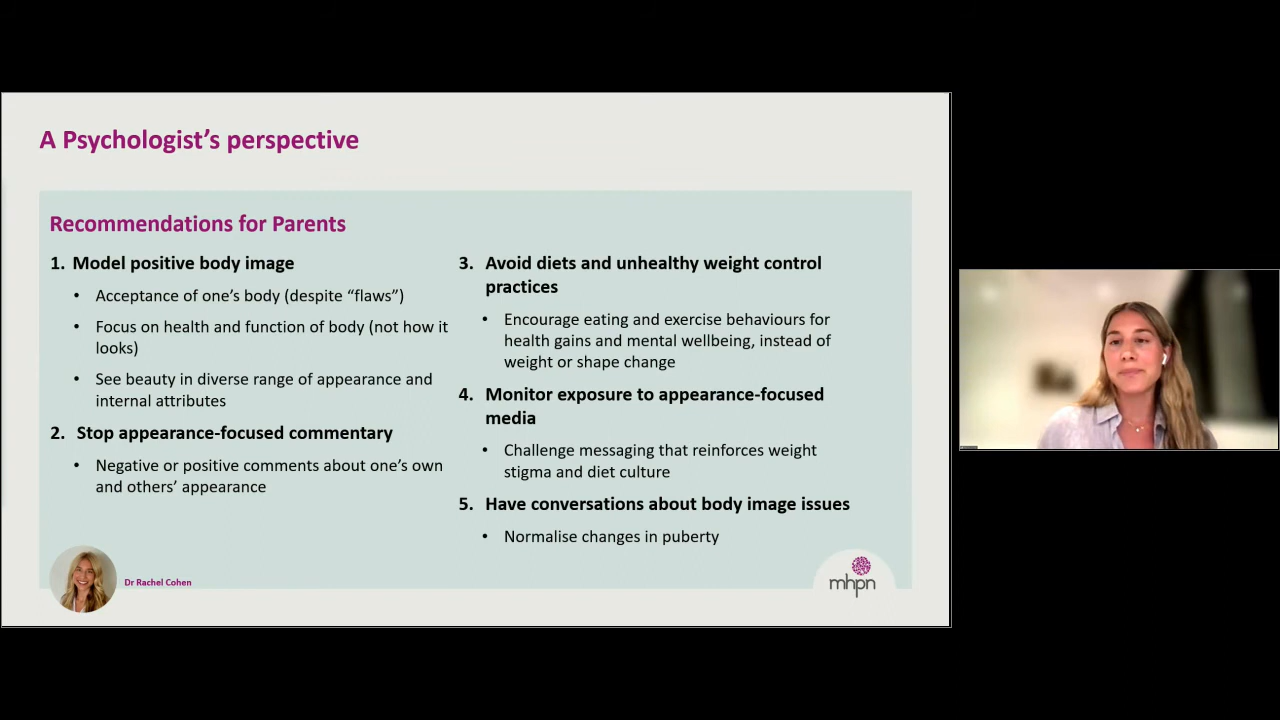 A Psychologist’s perspective
Recommendations for Parents
1. Model positive body image
• Acceptance of one’s body (despite “flaws”)
• Focus on health and function of body (not how it
looks)
• See beauty in diverse range of appearance and
internal attributes
2. Stop appearance-focused commentary
• Negative or positive comments about one’s own
and others’ appearance
3. Avoid diets and unhealthy weight control
practices
• Encourage eating and exercise behaviours for
health gains and mental wellbeing, instead of
weight or shape change
4. Monitor exposure to appearance-focused
media
• Challenge messaging that reinforces weight
stigma and diet culture
5. Have conversations about body image issues
• Normalise changes in puberty
Dr Rachel Cohen
mhpn